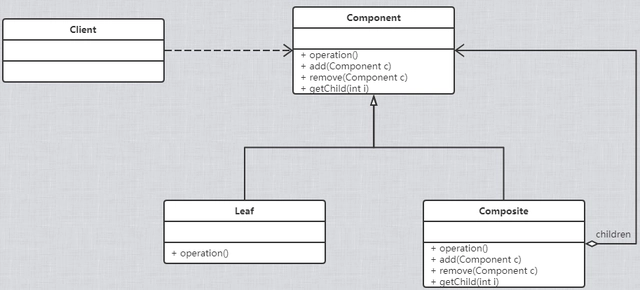 Client
Component
+ operation()
+ add(Component c)
+ remove(Component c)
+ getChild(int i)
Leaf
+ operation()
Composite
+ operation()
+ add(Component c)
+ remove(Component c)
+ getChild(int i)
children